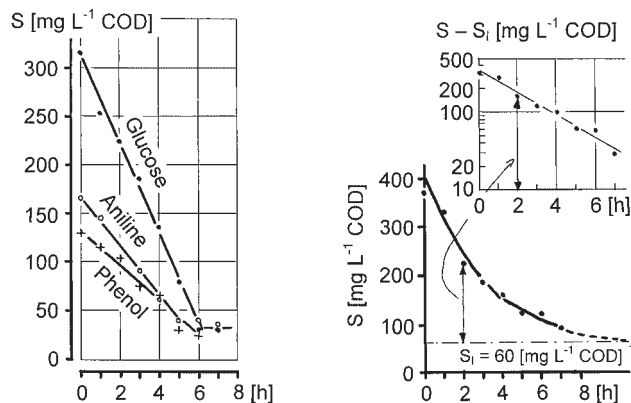 S [mg L⁻¹ COD]
300
250
200
150
100
50
0
Glucose
Aniline
Phenol
0 2 4 6 8 [h]
S – Sᵢ [mg L⁻¹ COD]
500
200
100
20
10
0 2 4 6 [h]
S [mg L⁻¹ COD]
400
300
200
100
0
Sᵢ = 60 [mg L⁻¹ COD]
0 2 4 6 8 [h]